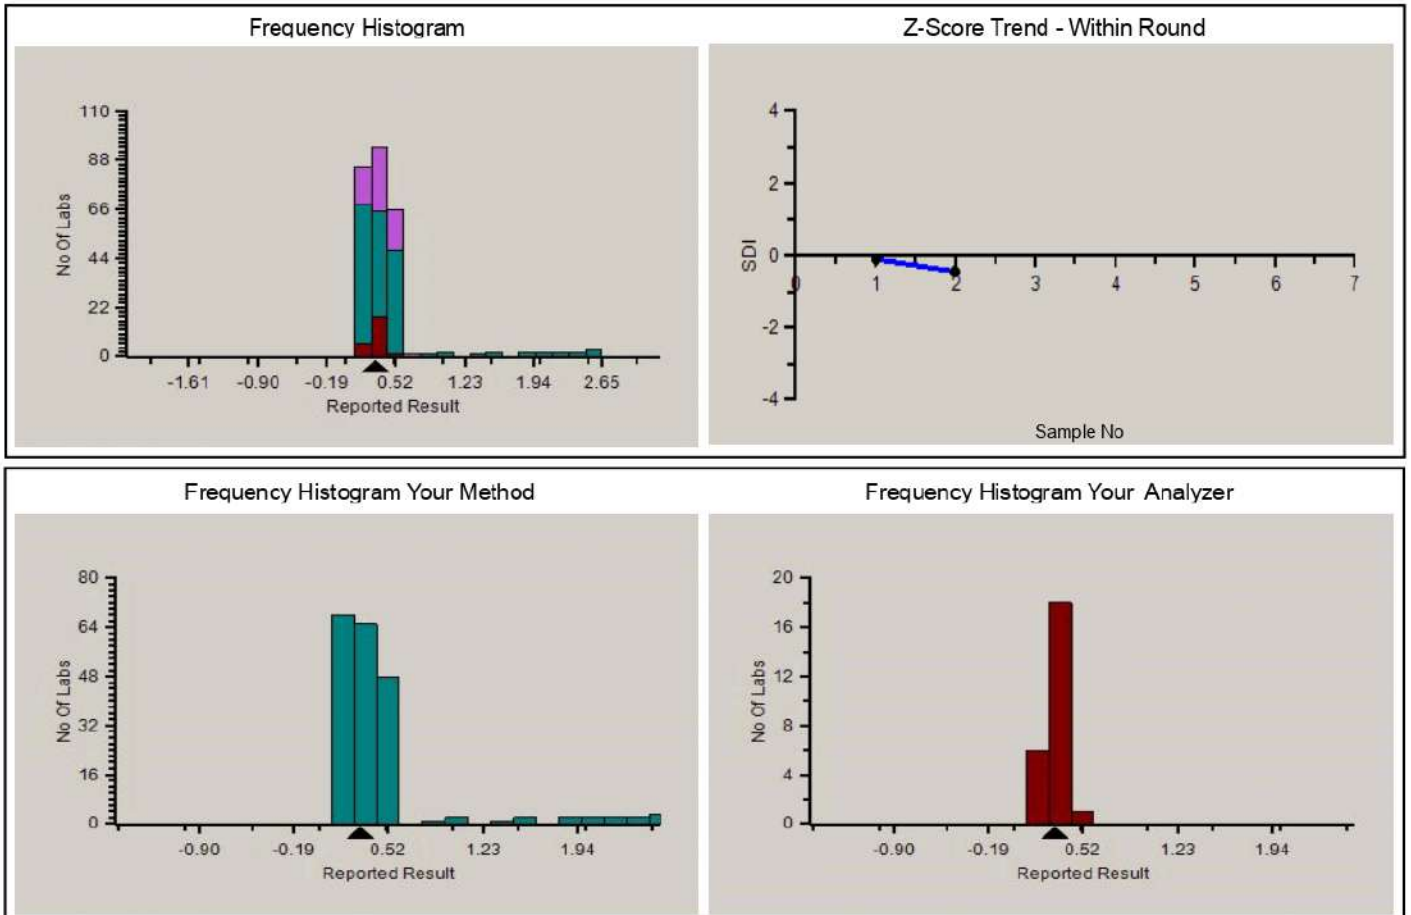 Frequency Histogram
110
88
66
44
22
0
No Of Labs
-1.61 -0.90 -0.19 0.52 1.23 1.94 2.65
Reported Result
Z-Score Trend - Within Round
4
2
0
-2
-4
SDI
0 1 2 3 4 5 6 7
Sample No
Frequency Histogram Your Method
80
64
48
32
16
0
No Of Labs
-0.90 -0.19 0.52 1.23 1.94
Reported Result
Frequency Histogram Your Analyzer
20
16
12
8
4
0
No Of Labs
-0.90 -0.19 0.52 1.23 1.94
Reported Result